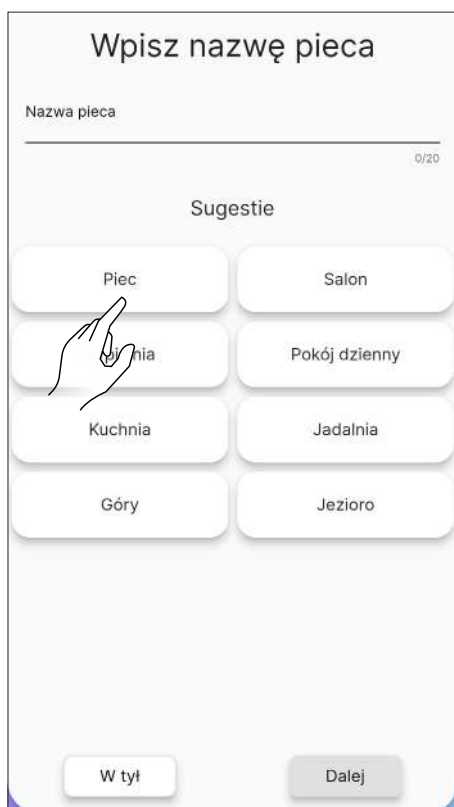 Wpisz nazwę pieca
Nazwa pieca
0/20
Sugestie
Piec
Salon
Pokój dzienny
Kuchnia
Jadalnia
Góry
Jezioro
W tył
Dalej